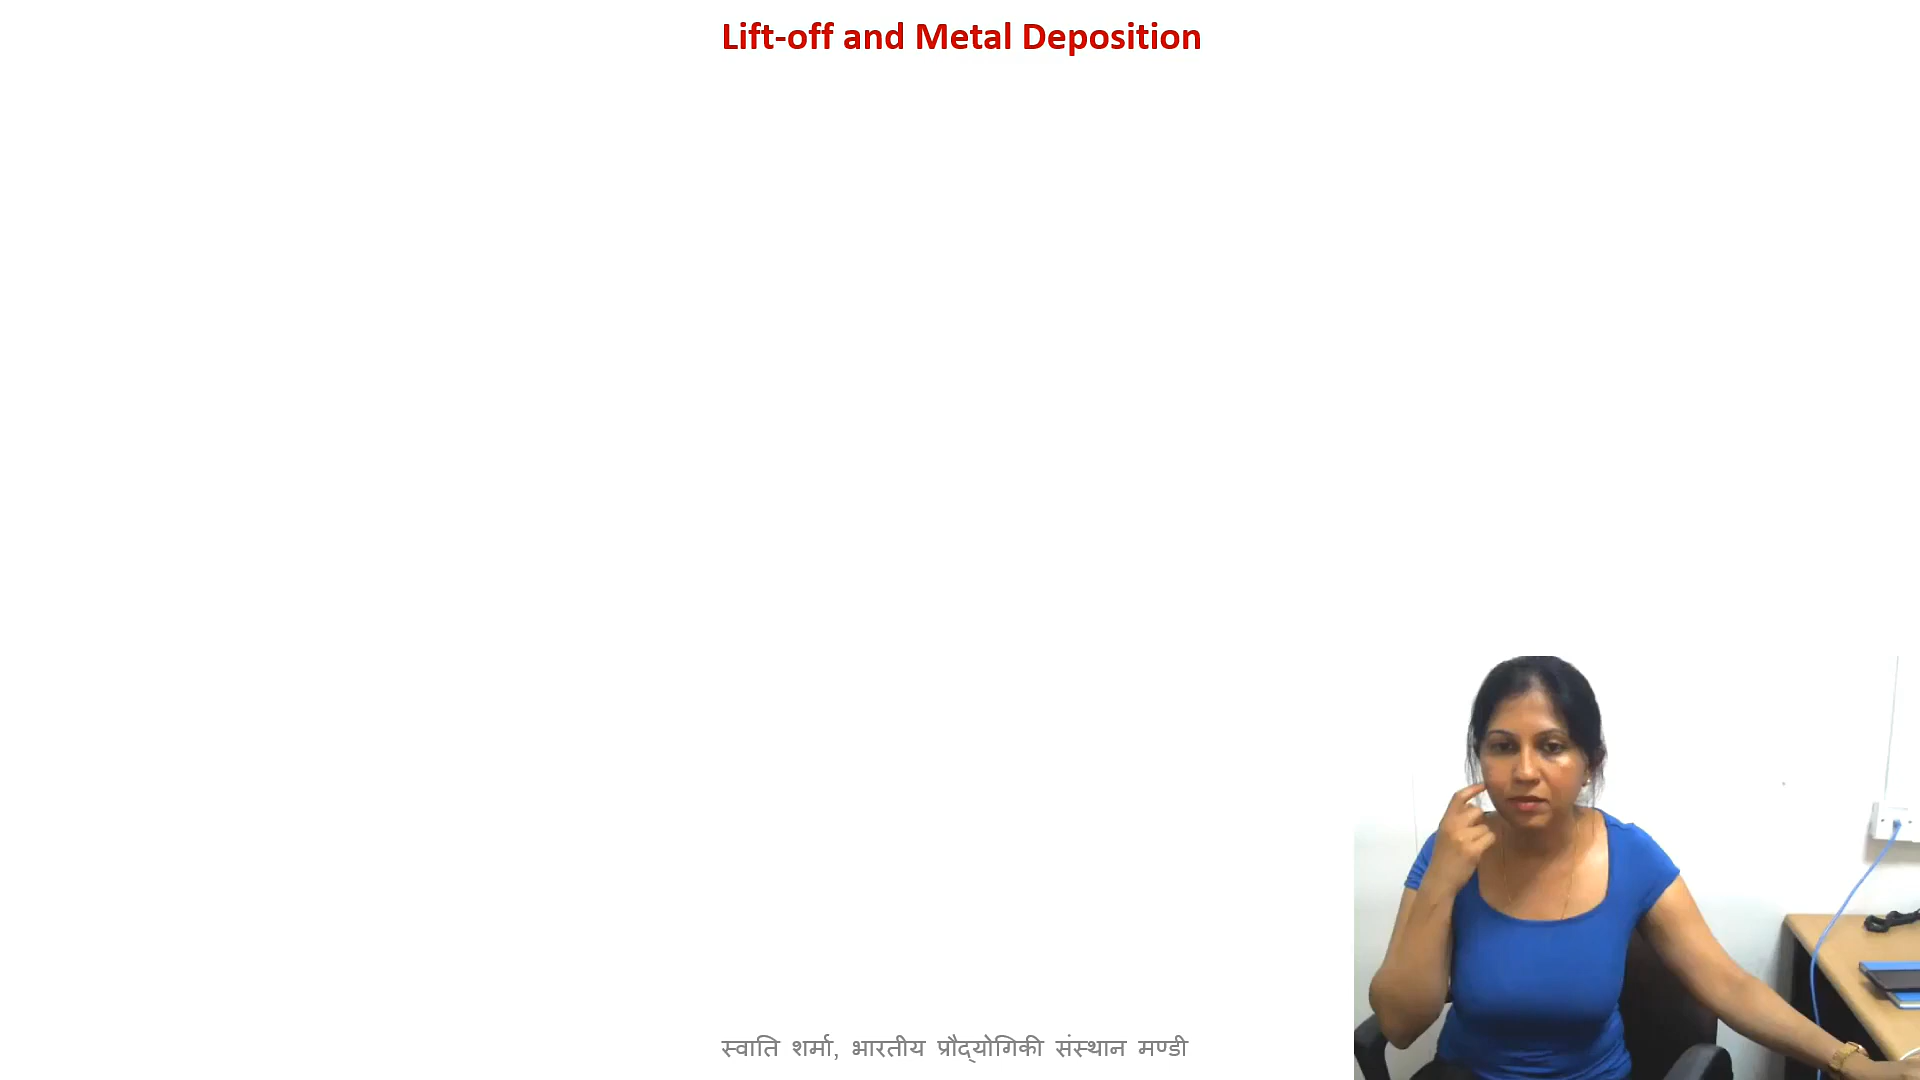 Lift-off and Metal Deposition
स्वाति शर्मा, भारतीय प्रौद्योगिकी संस्थान मण्डी